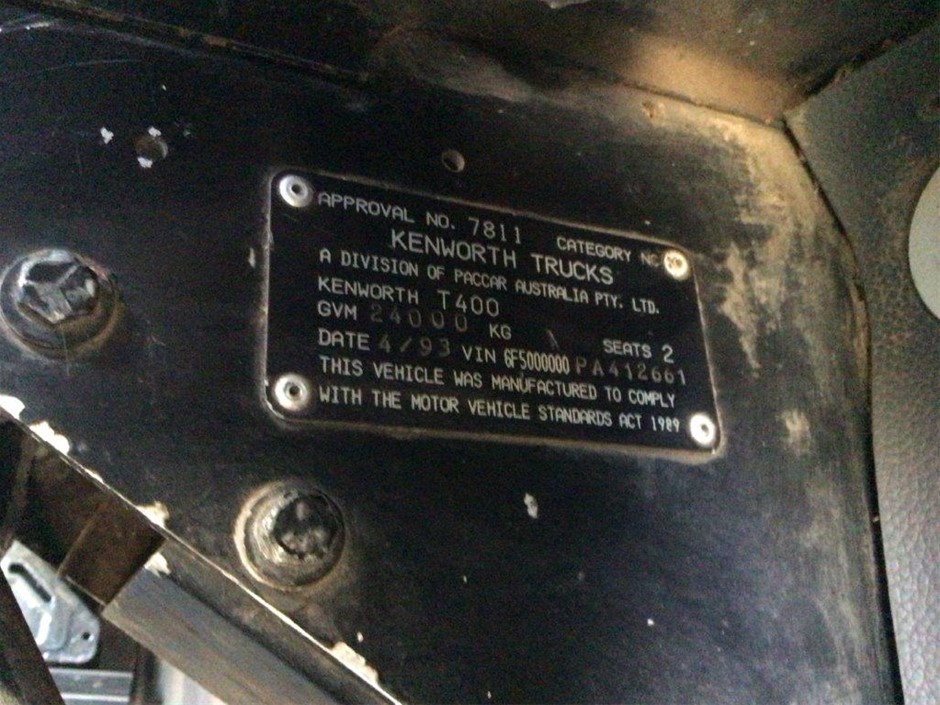 APPROVAL NO. 7811 CATEGORY NC
KENWORTH TRUCKS
A DIVISION OF PACCAR AUSTRALIA PTY. LTD.
KENWORTH T400
GVM 24000 KG SEATS 2
DATE 4/93 VIN 6F5000000PA412661
THIS VEHICLE WAS MANUFACTURED TO COMPLY
WITH THE MOTOR VEHICLE STANDARDS ACT 1989